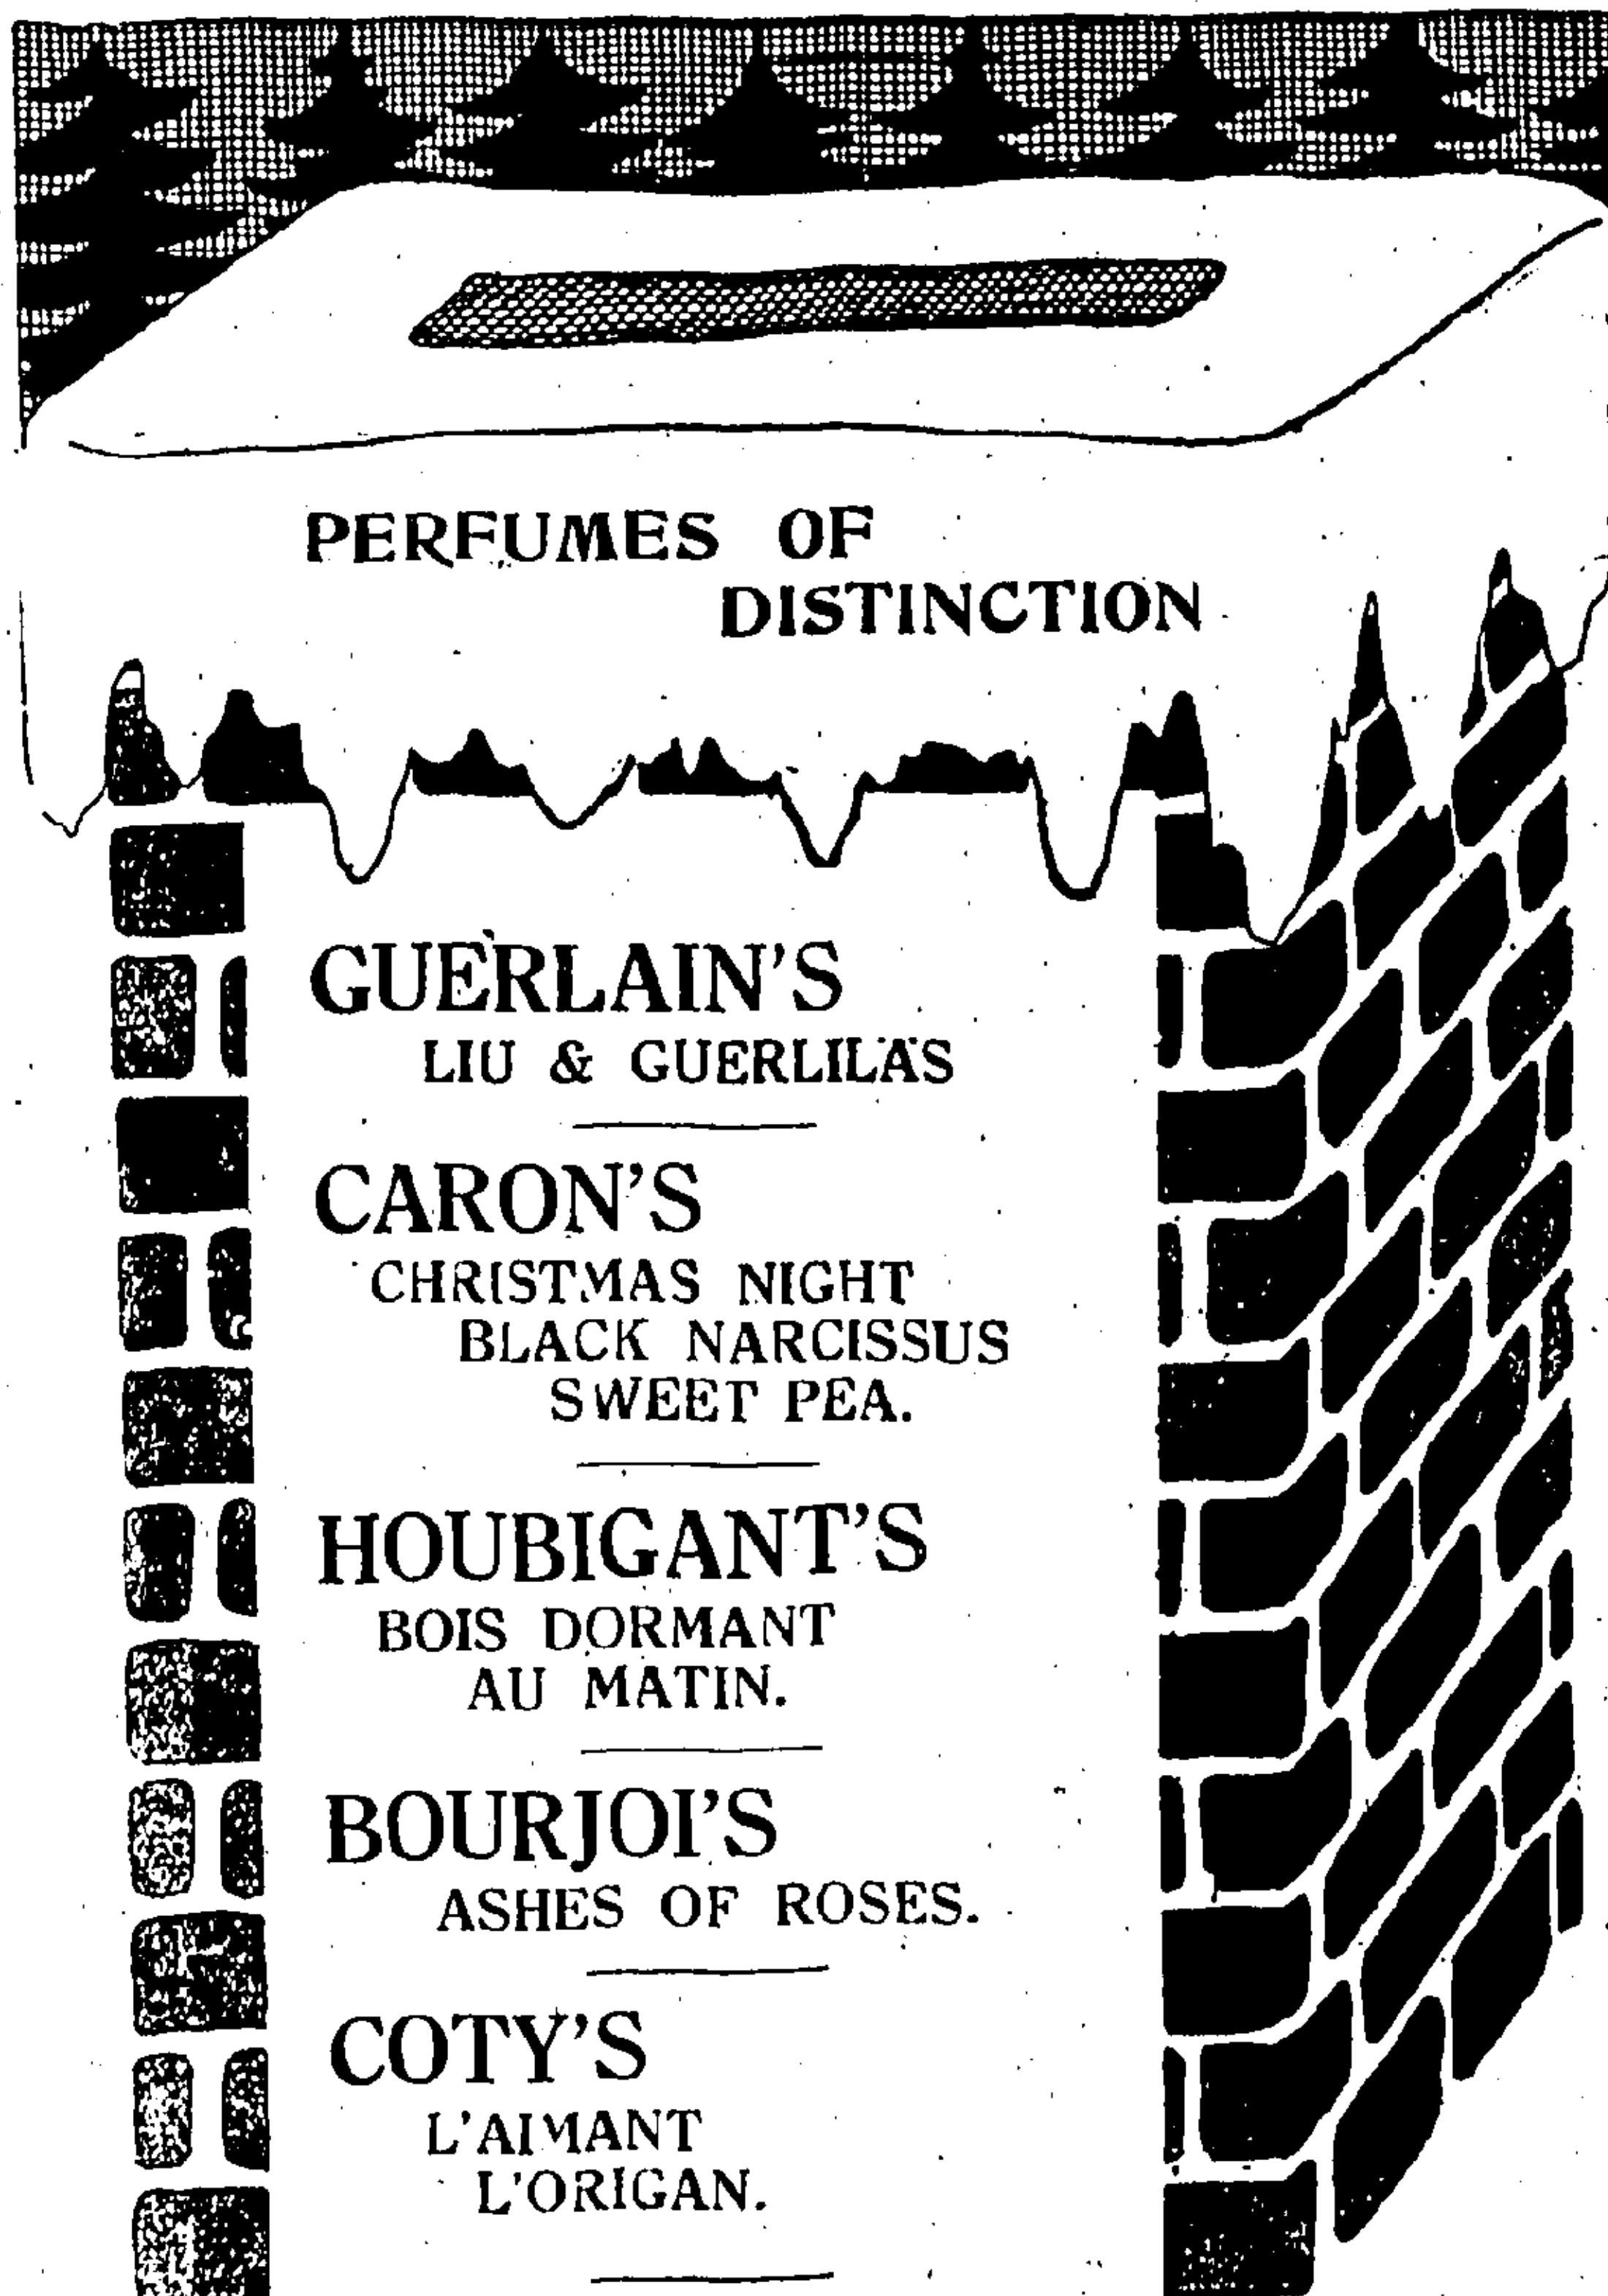 PERFUMES OF
DISTINCTION
GUERLAIN'S
LIU & GUERLILAS
CARON'S
CHRISTMAS NIGHT
BLACK NARCISSUS
SWEET PEA.
HOUBIGANT'S
BOIS DORMANT
AU MATIN.
BOURJOI'S
ASHES OF ROSES.
COTY'S
L'AIMANT
L'ORIGAN.